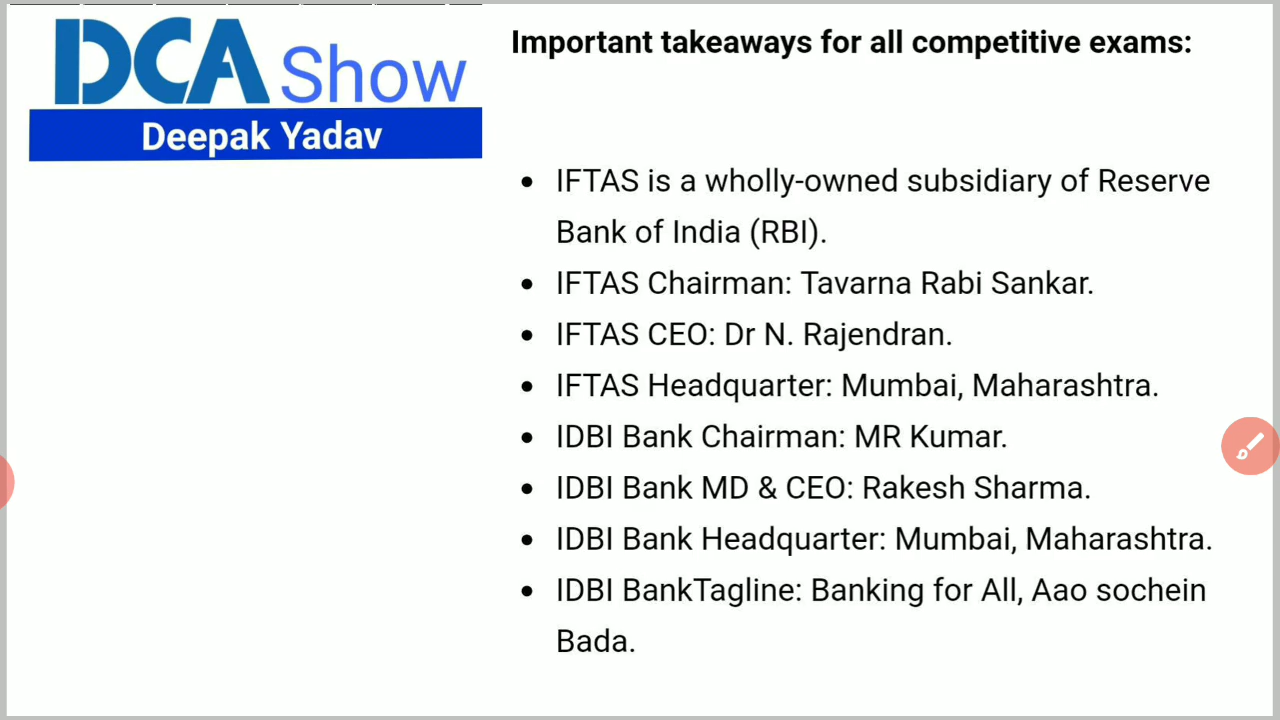 DCA Show
Deepak Yadav
Important takeaways for all competitive exams:
• IFTAS is a wholly-owned subsidiary of Reserve
Bank of India (RBI).
• IFTAS Chairman: Tavarna Rabi Sankar.
• IFTAS CEO: Dr N. Rajendran.
• IFTAS Headquarter: Mumbai, Maharashtra.
• IDBI Bank Chairman: MR Kumar.
• IDBI Bank MD & CEO: Rakesh Sharma.
• IDBI Bank Headquarter: Mumbai, Maharashtra.
• IDBI BankTagline: Banking for All, Aao sochein
Bada.